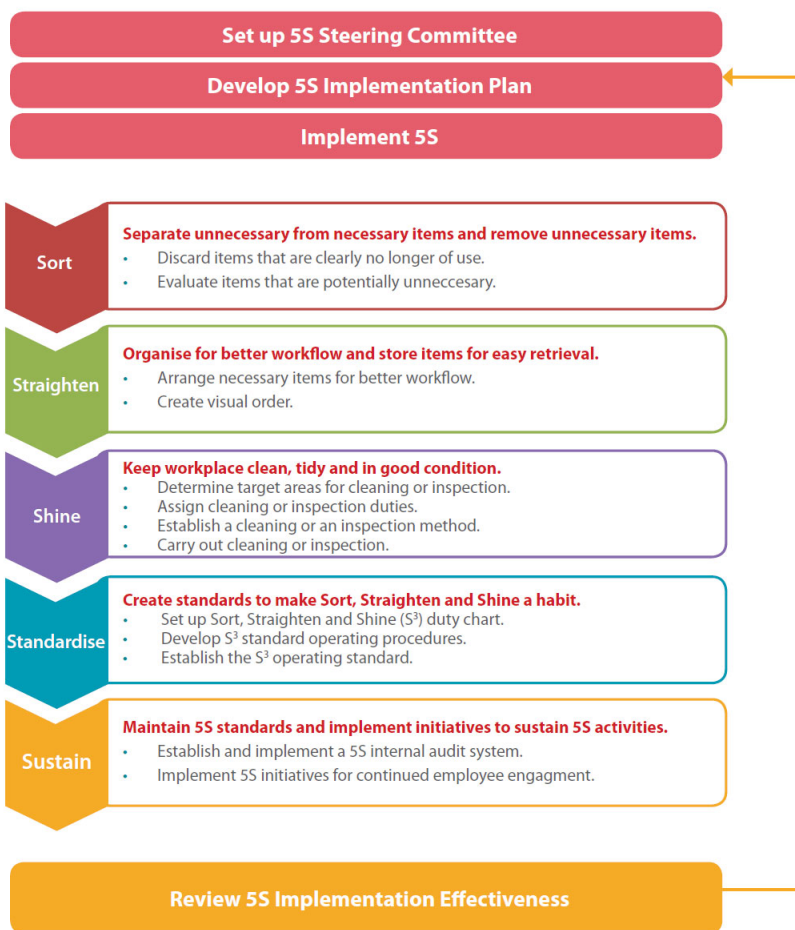 Set up 5S Steering Committee
Develop 5S Implementation Plan
Implement 5S
Sort
Separate unnecessary from necessary items and remove unnecessary items.
• Discard items that are clearly no longer of use.
• Evaluate items that are potentially unneccesary.
Straighten
Organise for better workflow and store items for easy retrieval.
• Arrange necessary items for better workflow.
• Create visual order.
Shine
Keep workplace clean, tidy and in good condition.
• Determine target areas for cleaning or inspection.
• Assign cleaning or inspection duties.
• Establish a cleaning or an inspection method.
• Carry out cleaning or inspection.
Standardise
Create standards to make Sort, Straighten and Shine a habit.
• Set up Sort, Straighten and Shine (S³) duty chart.
• Develop S³ standard operating procedures.
• Establish the S³ operating standard.
Sustain
Maintain 5S standards and implement initiatives to sustain 5S activities.
• Establish and implement a 5S internal audit system.
• Implement 5S initiatives for continued employee engagment.
Review 5S Implementation Effectiveness